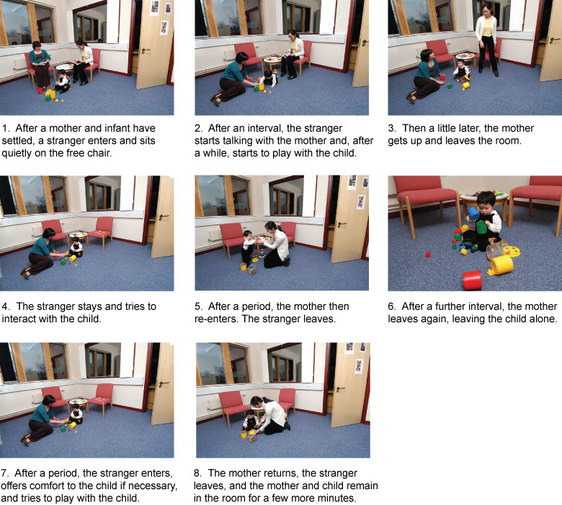 1. After a mother and infant have
settled, a stranger enters and sits
quietly on the free chair.
2. After an interval, the stranger
starts talking with the mother and, after
a while, starts to play with the child.
3. Then a little later, the mother
gets up and leaves the room.
4. The stranger stays and tries to
interact with the child.
5. After a period, the mother then
re-enters. The stranger leaves.
6. After a further interval, the mother
leaves again, leaving the child alone.
7. After a period, the stranger enters,
offers comfort to the child if necessary,
and tries to play with the child.
8. The mother returns, the stranger
leaves, and the mother and child remain
in the room for a few more minutes.